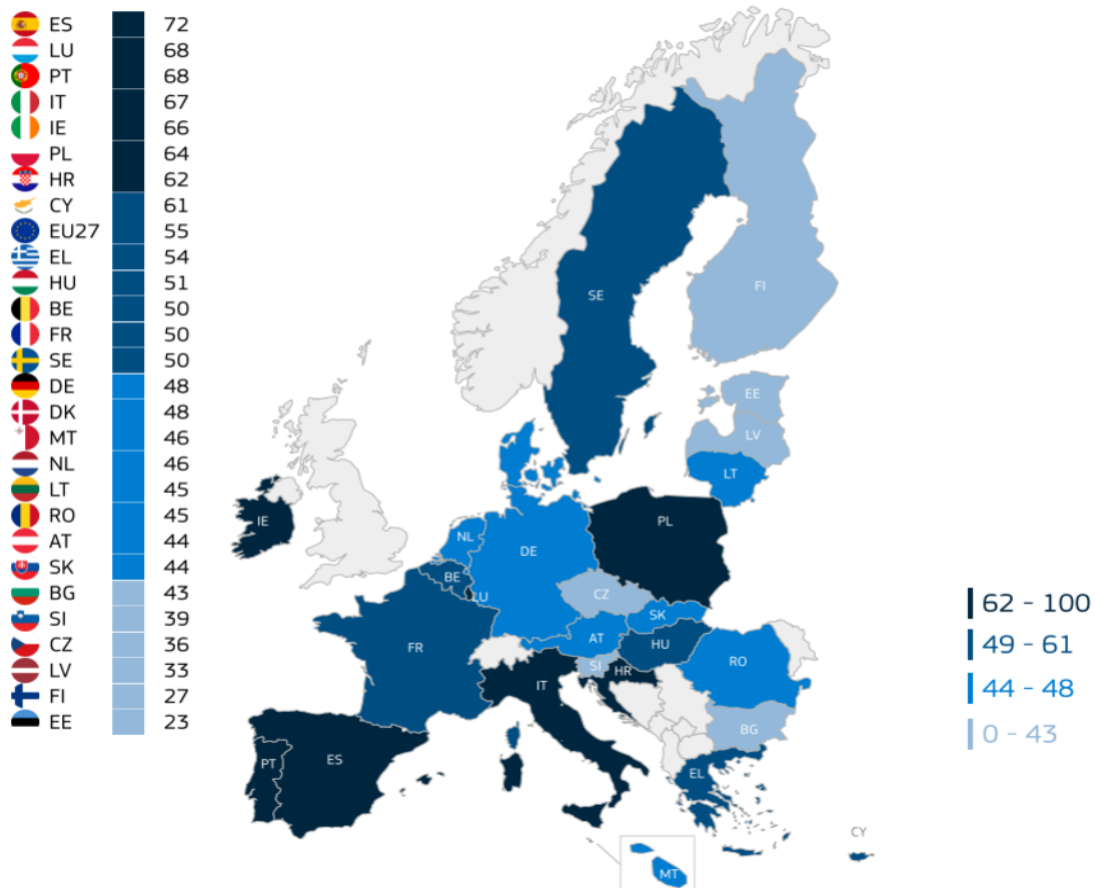 ES 72
LU 68
PT 68
IT 67
IE 66
PL 64
HR 62
CY 61
EU27 55
EL 54
HU 51
BE 50
FR 50
SE 50
DE 48
DK 48
MT 46
NL 46
LT 45
RO 45
AT 44
SK 44
BG 43
SI 39
CZ 36
LV 33
FI 27
EE 23
FI
SE
EE
LV
LT
IE
PL
NL
DE
BE
LU
CZ
SK
FR
AT
HU
RO
SI
HR
IT
BG
PT
ES
EL
CY
MT
62 - 100
49 - 61
44 - 48
0 - 43